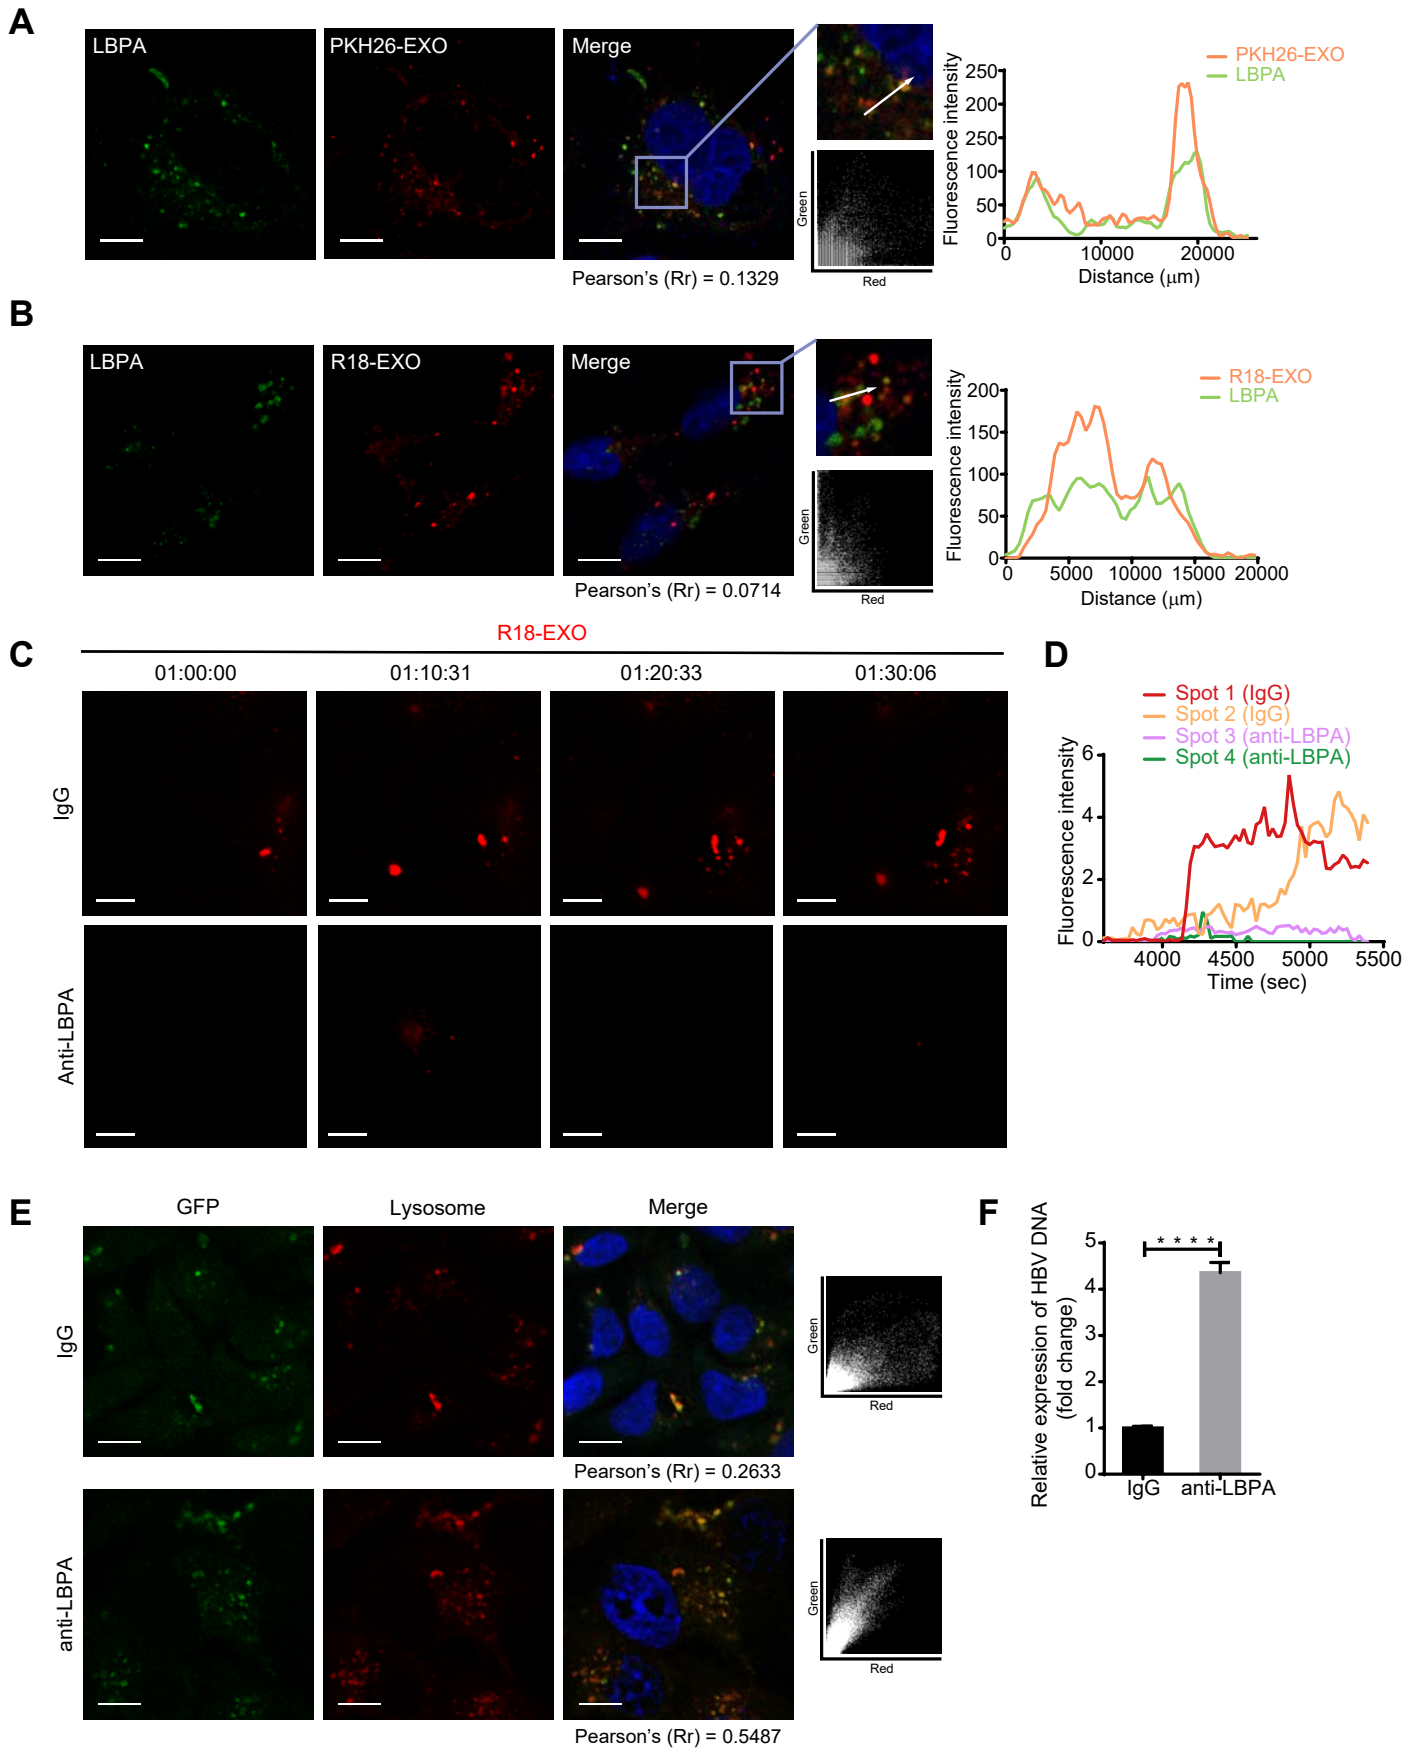 A
LBPA
PKH26-EXO
Merge
Pearson's (Rr) = 0.1329
Green
Red
PKH26-EXO
LBPA
Fluorescence intensity
250
200
250
100
50
0
0 10000 20000
Distance (μm)
B
LBPA
R18-EXO
Merge
Pearson's (Rr) = 0.0714
Green
Red
R18-EXO
LBPA
Fluorescence intensity
200
150
100
50
0
0 5000 10000 15000 20000
Distance (μm)
C
R18-EXO
01:00:00 01:10:31 01:20:33 01:30:06
IgG
Anti-LBPA
D
Spot 1 (IgG)
Spot 2 (IgG)
Spot 3 (anti-LBPA)
Spot 4 (anti-LBPA)
Fluorescence intensity
6
4
2
0
4000 4500 5000 5500
Time (sec)
E
GFP Lysosome Merge
IgG
Pearson's (Rr) = 0.2633
Green
Red
anti-LBPA
Pearson's (Rr) = 0.5487
Green
Red
F
Relative expression of HBV DNA
(fold change)
5
4
3
2
1
0
* * * *
IgG anti-LBPA